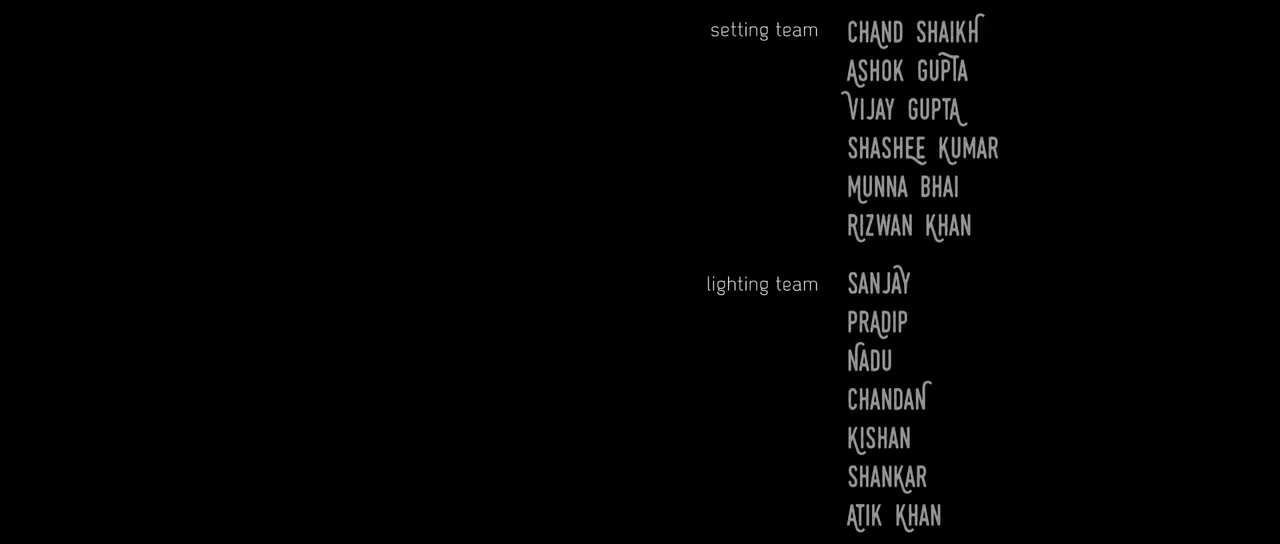 setting team CHAND SHAIKH
ASHOK GUPTA
VIJAY GUPTA
SHASHEE KUMAR
MUNNA BHAI
RIZWAN KHAN
lighting team SANJAY
PRADIP
NADU
CHANDAN
KISHAN
SHANKAR
ATIK KHAN